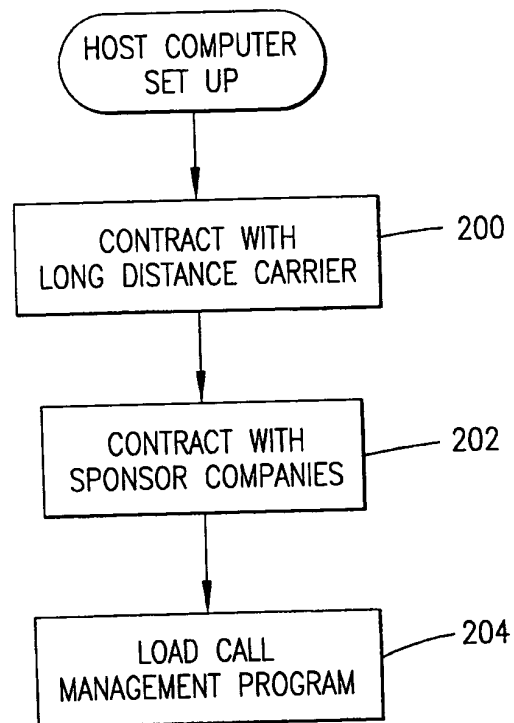 HOST COMPUTER
SET UP
CONTRACT WITH
LONG DISTANCE CARRIER
200
CONTRACT WITH
SPONSOR COMPANIES
202
LOAD CALL
MANAGEMENT PROGRAM
204